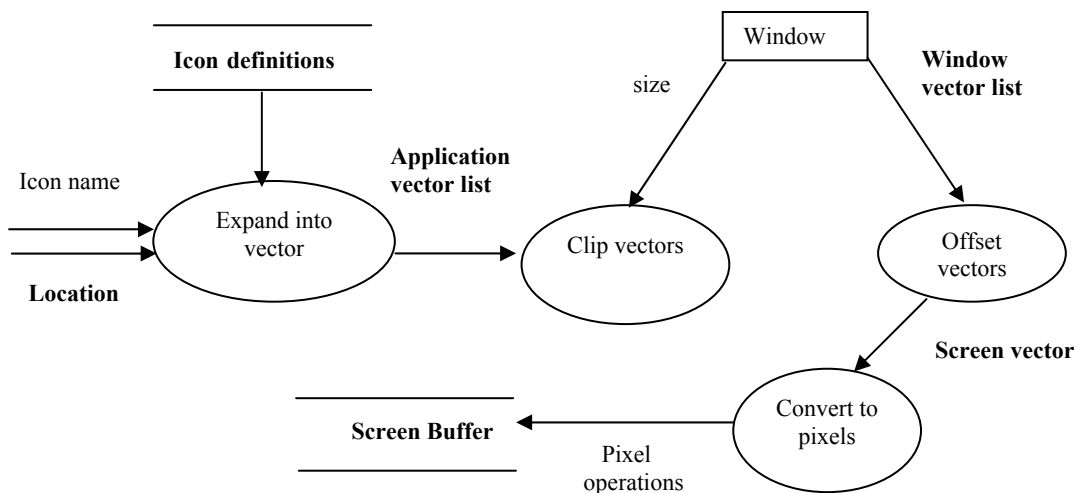 Icon definitions
Window
Window
vector list
size
Application
vector list
Icon name
Expand into
vector
Clip vectors
Offset
vectors
Location
Screen vector
Convert to
pixels
Screen Buffer
Pixel
operations